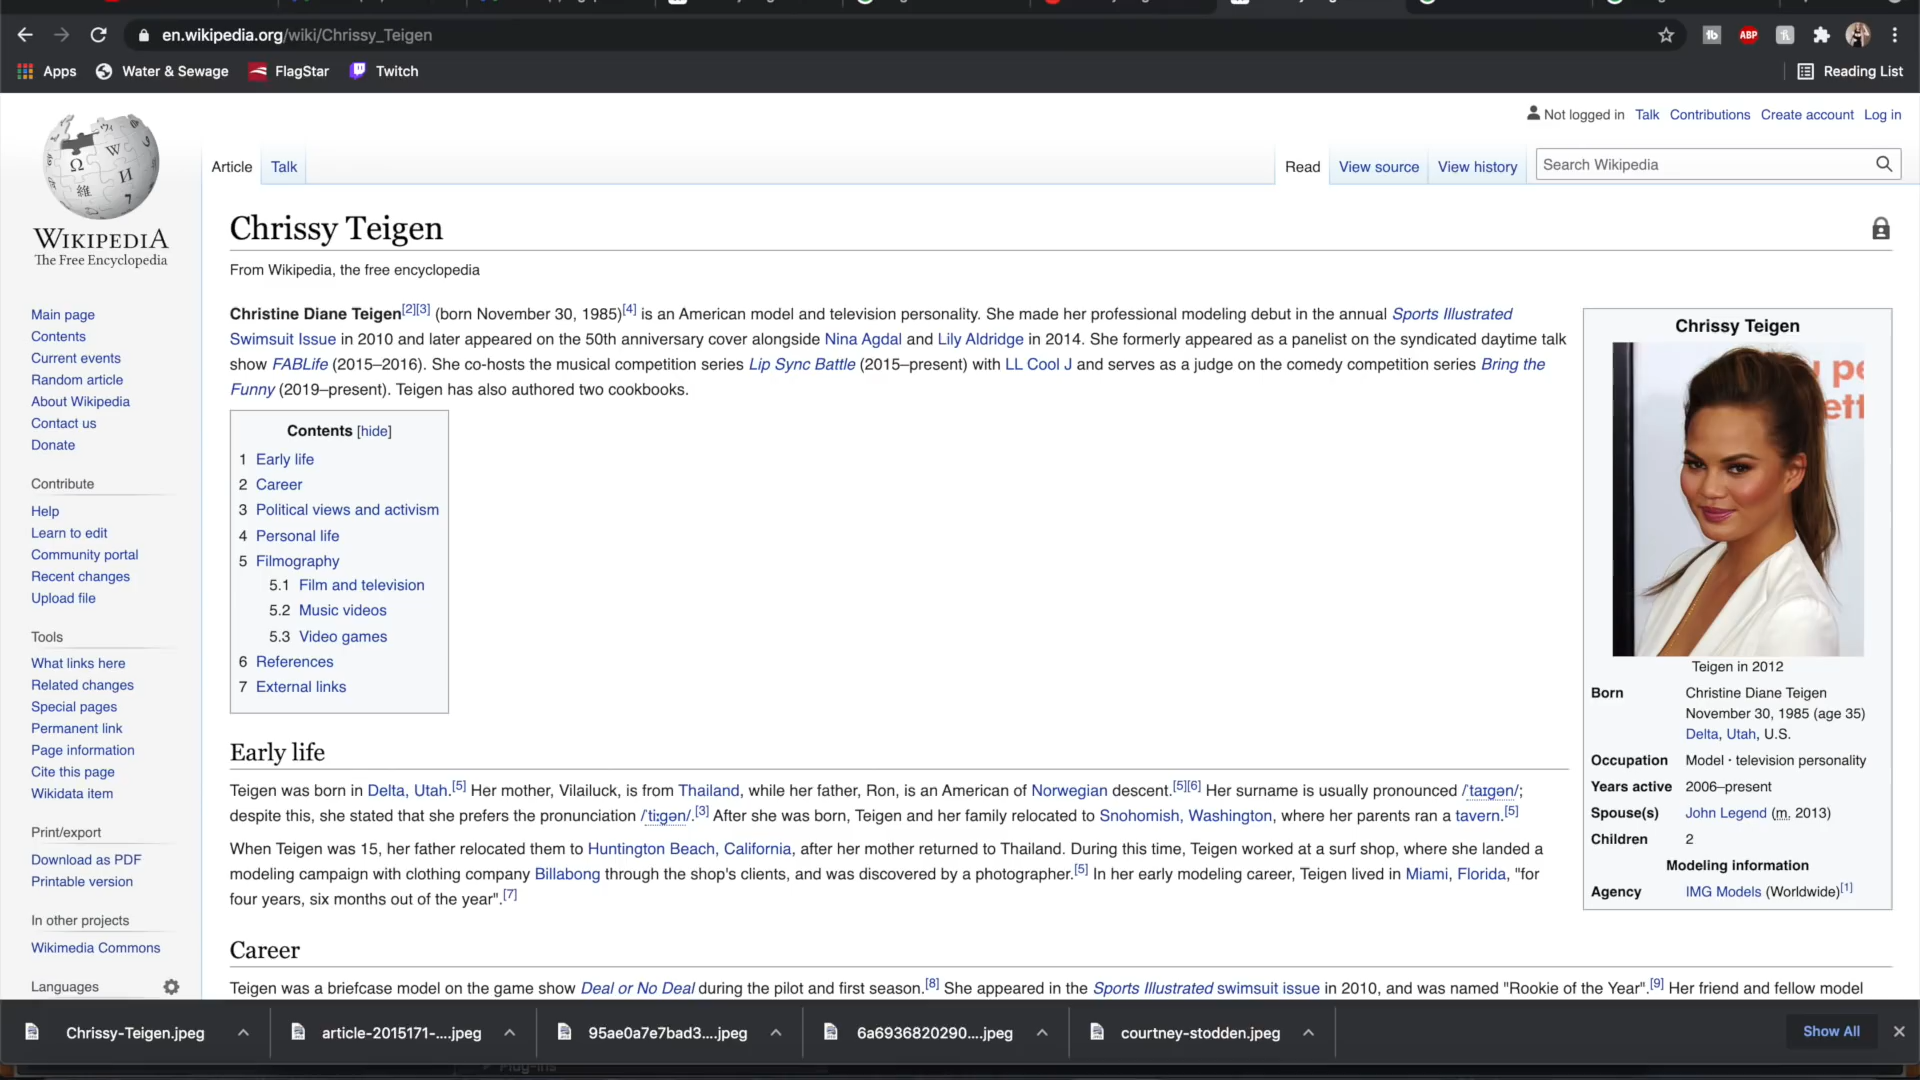 en.wikipedia.org/wiki/Chrissy_Teigen
ABP
Apps
Water & Sewage
FlagStar
Twitch
Reading List
Not logged in
Talk
Contributions
Create account
Log in
Article
Talk
Read
View source
View history
Search Wikipedia
WIKIPEDIA
The Free Encyclopedia
Main page
Contents
Current events
Random article
About Wikipedia
Contact us
Donate
Contribute
Help
Learn to edit
Community portal
Recent changes
Upload file
Tools
What links here
Related changes
Special pages
Permanent link
Page information
Cite this page
Wikidata item
Print/export
Download as PDF
Printable version
In other projects
Wikimedia Commons
Languages
Chrissy Teigen
From Wikipedia, the free encyclopedia
Christine Diane Teigen[2][3] (born November 30, 1985)[4] is an American model and television personality. She made her professional modeling debut in the annual Sports Illustrated
Swimsuit Issue in 2010 and later appeared on the 50th anniversary cover alongside Nina Agdal and Lily Aldridge in 2014. She formerly appeared as a panelist on the syndicated daytime talk
show FABLife (2015–2016). She co-hosts the musical competition series Lip Sync Battle (2015–present) with LL Cool J and serves as a judge on the comedy competition series Bring the
Funny (2019–present). Teigen has also authored two cookbooks.
Contents [hide]
1 Early life
2 Career
3 Political views and activism
4 Personal life
5 Filmography
5.1 Film and television
5.2 Music videos
5.3 Video games
6 References
7 External links
Early life
Teigen was born in Delta, Utah.[5] Her mother, Vilailuck, is from Thailand, while her father, Ron, is an American of Norwegian descent.[5][6] Her surname is usually pronounced /ˈtaɪɡən/;
despite this, she stated that she prefers the pronunciation /ˈtiːɡən/.[3] After she was born, Teigen and her family relocated to Snohomish, Washington, where her parents ran a tavern.[5]
When Teigen was 15, her father relocated them to Huntington Beach, California, after her mother returned to Thailand. During this time, Teigen worked at a surf shop, where she landed a
modeling campaign with clothing company Billabong through the shop's clients, and was discovered by a photographer.[5] In her early modeling career, Teigen lived in Miami, Florida, "for
four years, six months out of the year".[7]
Career
Teigen was a briefcase model on the game show Deal or No Deal during the pilot and first season.[8] She appeared in the Sports Illustrated swimsuit issue in 2010, and was named "Rookie of the Year".[9] Her friend and fellow model
Chrissy Teigen
Teigen in 2012
Born Christine Diane Teigen
November 30, 1985 (age 35)
Delta, Utah, U.S.
Occupation Model · television personality
Years active 2006–present
Spouse(s) John Legend (m. 2013)
Children 2
Modeling information
Agency IMG Models (Worldwide)[1]
Chrissy-Teigen.jpeg
article-2015171-....jpeg
95ae0a7e7bad3....jpeg
6a6936820290....jpeg
courtney-stodden.jpeg
Show All